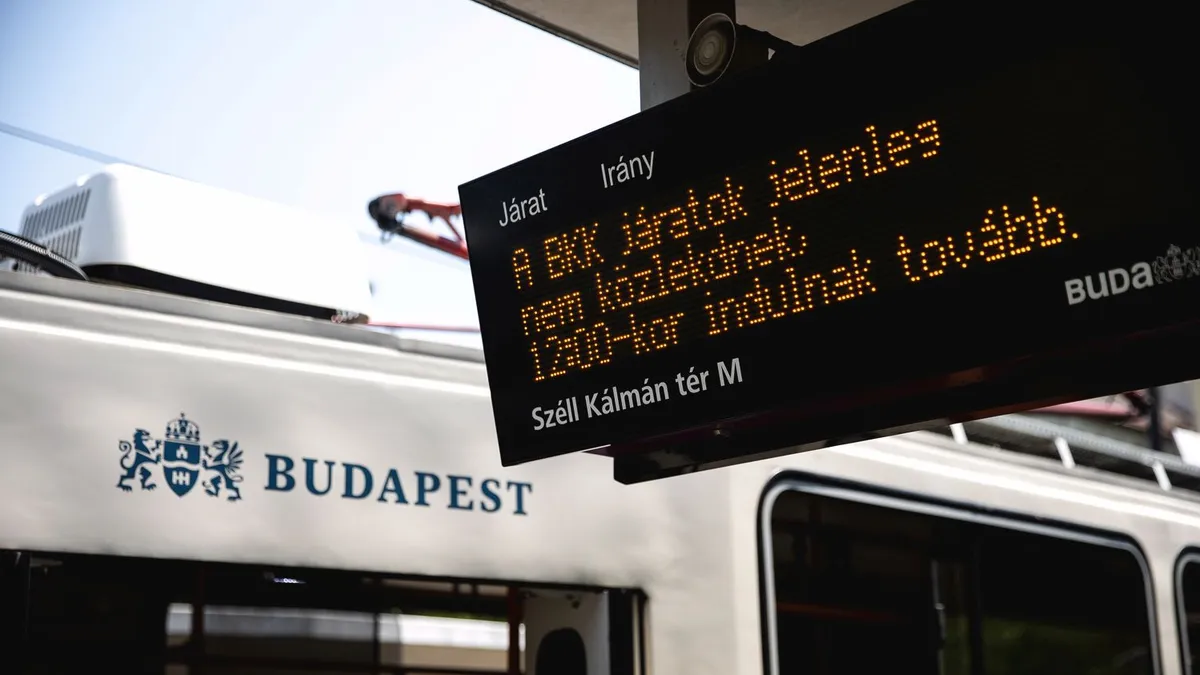 Járat Irány
A BKK járatok jelenleg
nem közlekednek,
12:00-kor indulnak tovább.
Széll Kálmán tér M
BUDA
BUDAPEST